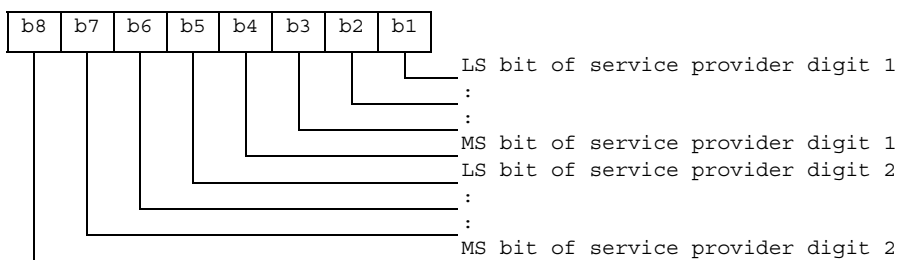 b8 b7 b6 b5 b4 b3 b2 b1
LS bit of service provider digit 1
:
:
MS bit of service provider digit 1
LS bit of service provider digit 2
:
:
MS bit of service provider digit 2